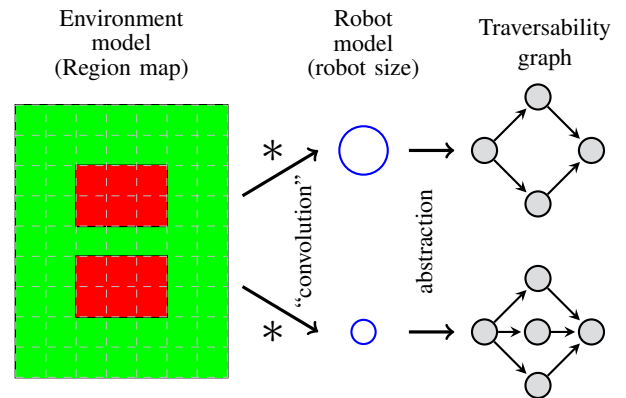 Environment
model
(Region map)
Robot
model
(robot size)
Traversability
graph
*
“convolution”
abstraction
*